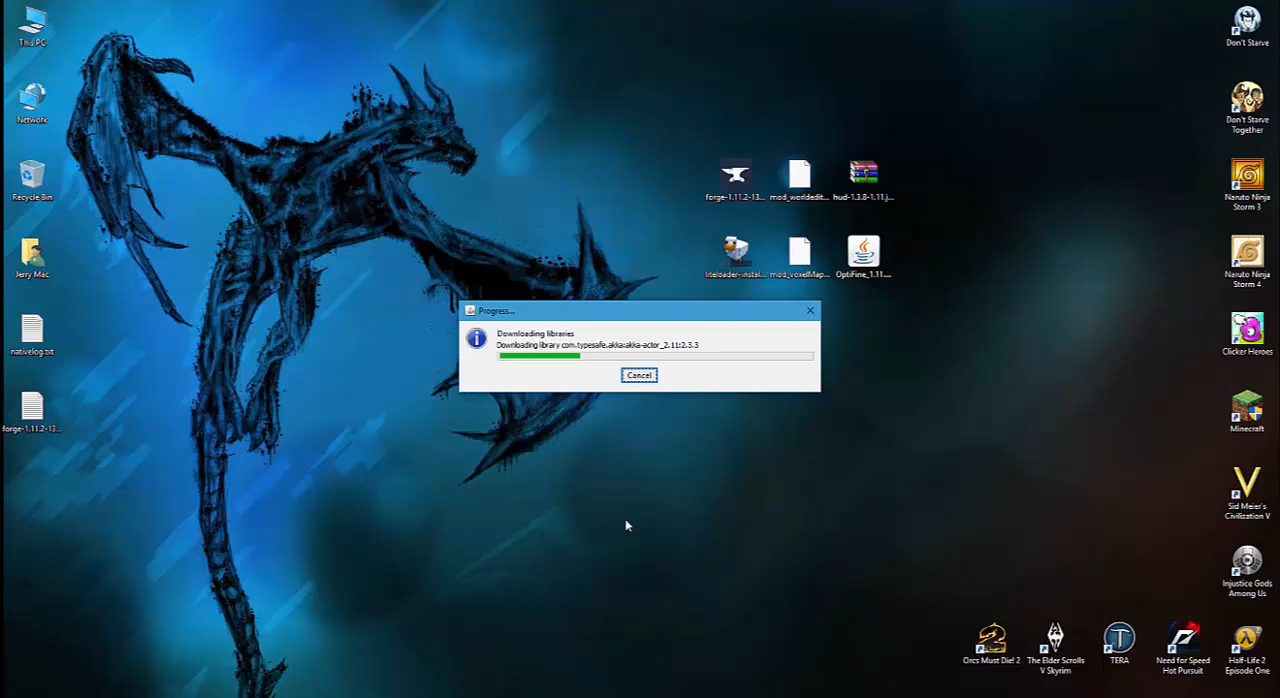 This PC
Network
Recycle Bin
Jerry Mac
nativelog.txt
forge-1.11.2-13...
forge-1.11.2-13...
mod_worldedit...
hud-1.3.8-1.11.j...
liteloader-instal...
mod_voxelMap...
OptiFine_1.11....
Progress...
Downloading libraries
Downloading library com.typesafe.akka:akka-actor_2.11:2.3.3
Cancel
Don't Starve
Don't Starve
Together
Naruto Ninja
Storm 3
Naruto Ninja
Storm 4
Clicker Heroes
Minecraft
Sid Meier's
Civilization V
Injustice Gods
Among Us
Orcs Must Die! 2
The Elder Scrolls
V Skyrim
TERA
Need for Speed
Hot Pursuit
Half-Life 2
Episode One